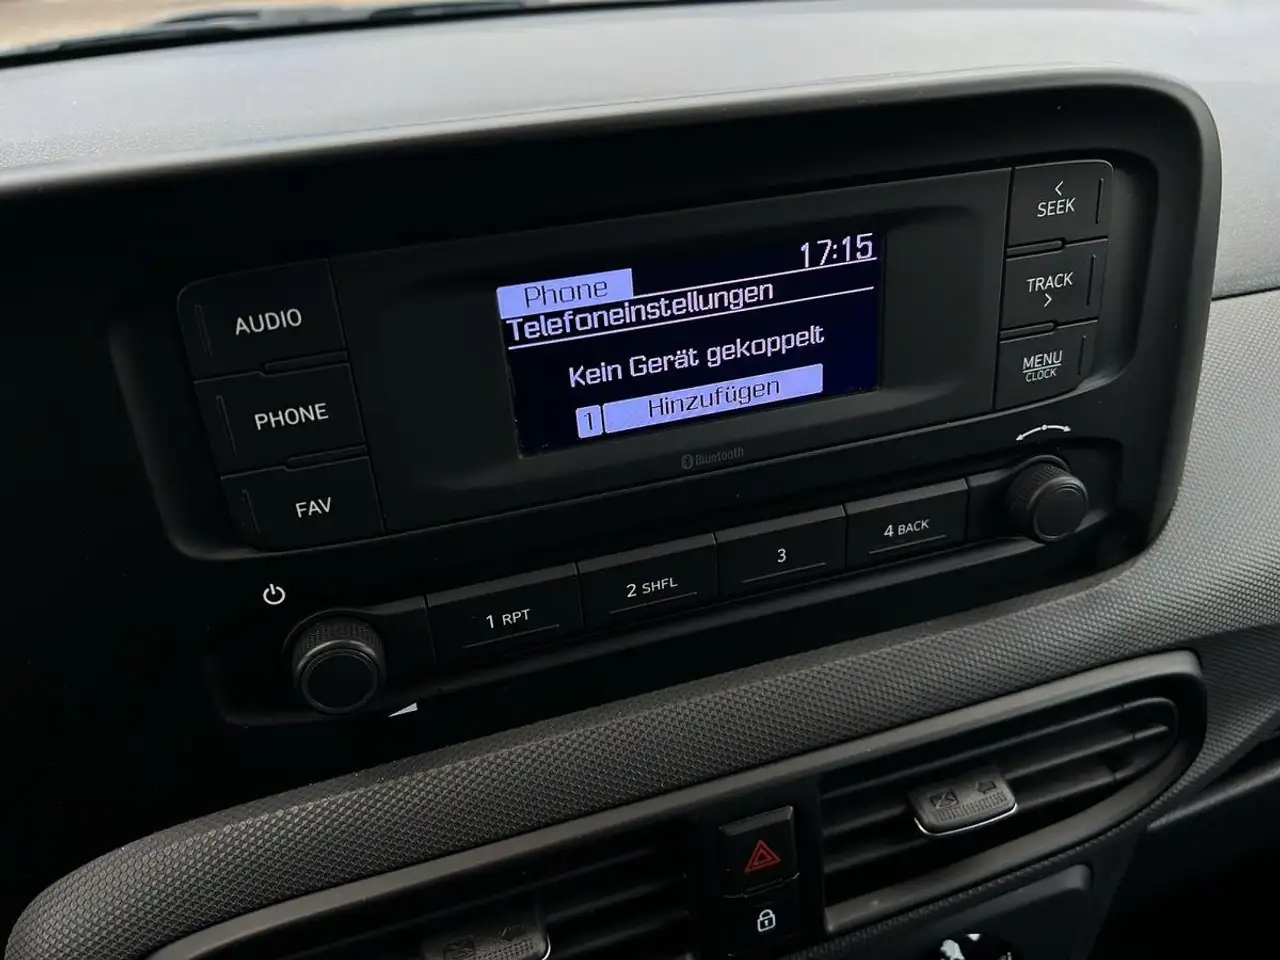 17:15
Phone
Telefoneinstellungen
Kein Gerät gekoppelt
1 Hinzufügen
Bluetooth
AUDIO
PHONE
FAV
< SEEK
TRACK >
MENU
CLOCK
1 RPT
2 SHFL
3
4 BACK